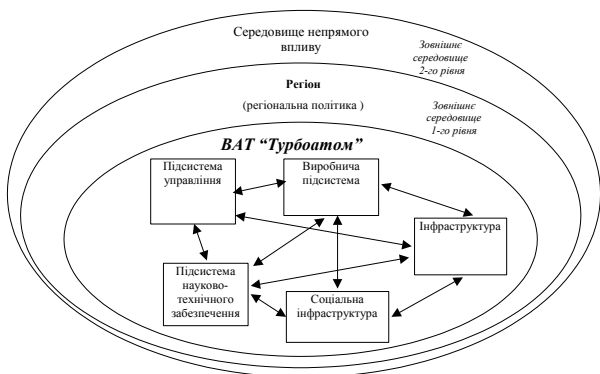 Середовище непрямого
впливу
Зовнішнє
середовище
2-го рівня
Регіон
(регіональна політика )
Зовнішнє
середовище
1-го рівня
ВАТ “Турбоатом”
Підсистема
управління
Виробнича
підсистема
Інфраструктура
Підсистема
науково-
технічного
забезпечення
Соціальна
інфраструктура